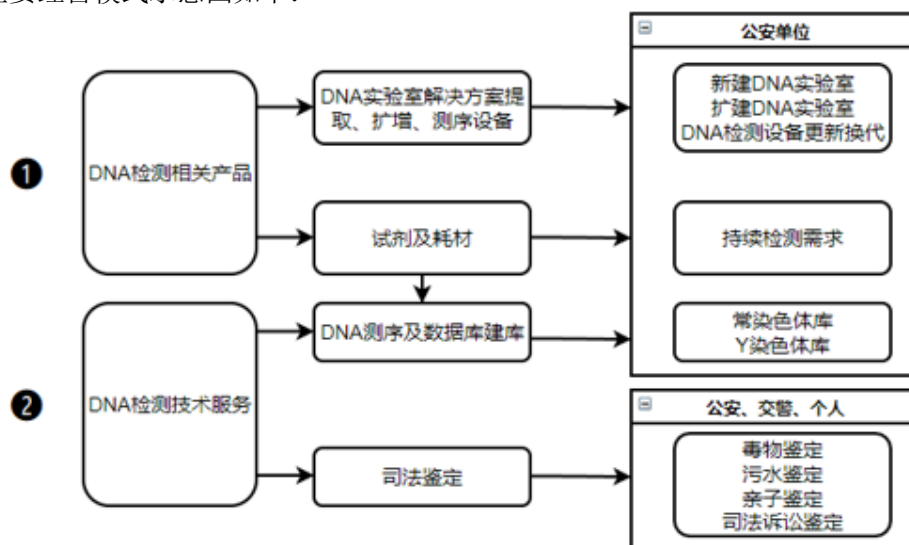 公安单位
DNA实验室解决方案提
取、扩增、测序设备
新建DNA实验室
扩建DNA实验室
DNA检测设备更新换代
❶
DNA检测相关产品
试剂及耗材
持续检测需求
DNA测序及数据库建库
常染色体库
Y染色体库
❷
DNA检测技术服务
公安、交警、个人
司法鉴定
毒物鉴定
污水鉴定
亲子鉴定
司法诉讼鉴定